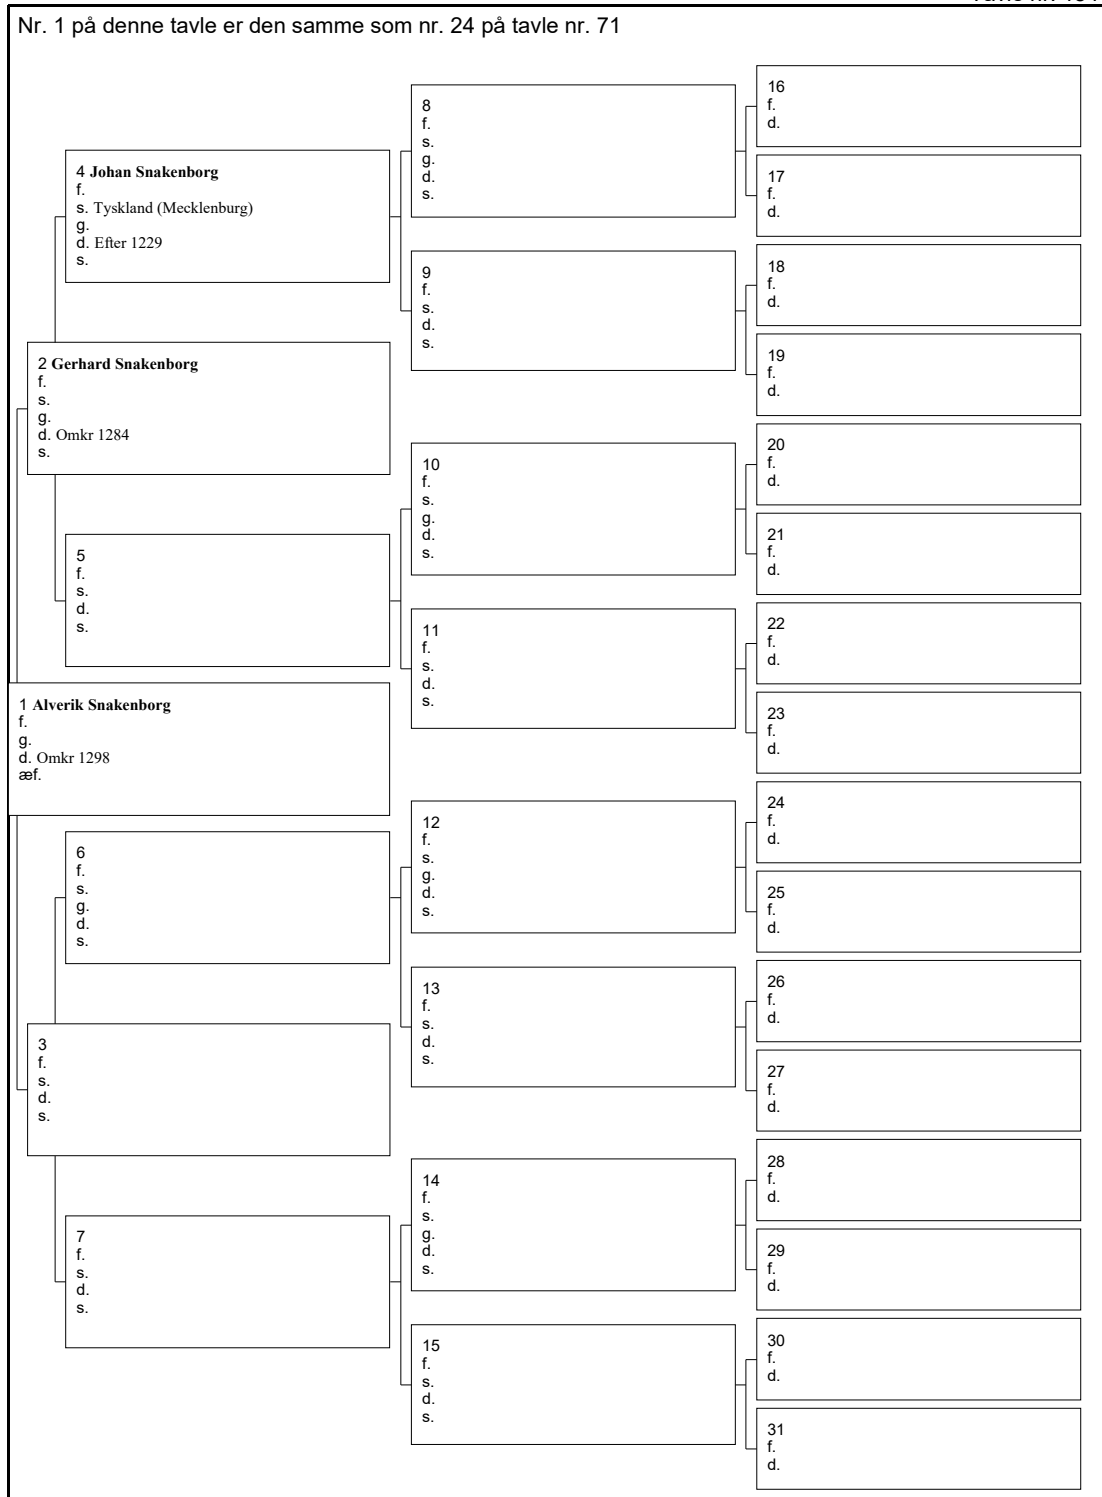 Nr. 1 på denne tavle er den samme som nr. 24 på tavle nr. 71
16
f.
d.
8
f.
s.
g.
d.
s.
17
f.
d.
4 Johan Snakenborg
f.
s. Tyskland (Mecklenburg)
g.
d. Efter 1229
s.
18
f.
d.
9
f.
s.
d.
s.
19
f.
d.
2 Gerhard Snakenborg
f.
s.
g.
d. Omkr 1284
s.
20
f.
d.
10
f.
s.
g.
d.
s.
21
f.
d.
5
f.
s.
d.
s.
22
f.
d.
11
f.
s.
d.
s.
23
f.
d.
1 Alverik Snakenborg
f.
g.
d. Omkr 1298
æf.
24
f.
d.
12
f.
s.
g.
d.
s.
25
f.
d.
6
f.
s.
g.
d.
s.
26
f.
d.
13
f.
s.
d.
s.
27
f.
d.
3
f.
s.
d.
s.
28
f.
d.
14
f.
s.
g.
d.
s.
29
f.
d.
7
f.
s.
d.
s.
30
f.
d.
15
f.
s.
d.
s.
31
f.
d.